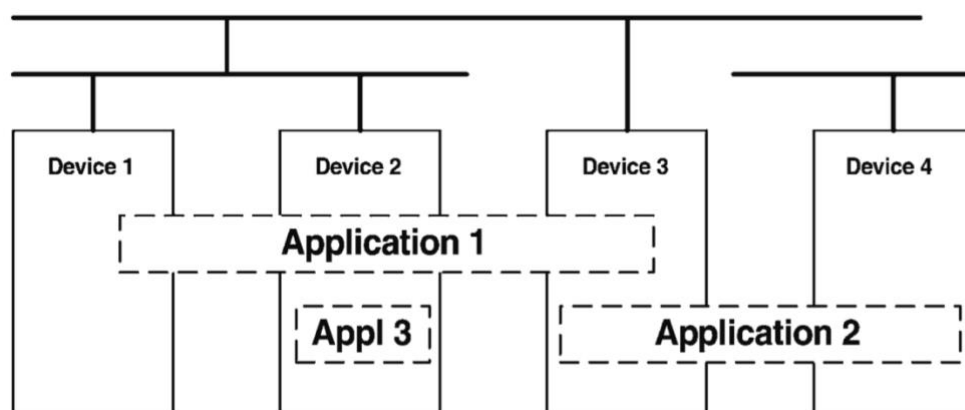 Device 1
Device 2
Device 3
Device 4
Application 1
Appl 3
Application 2